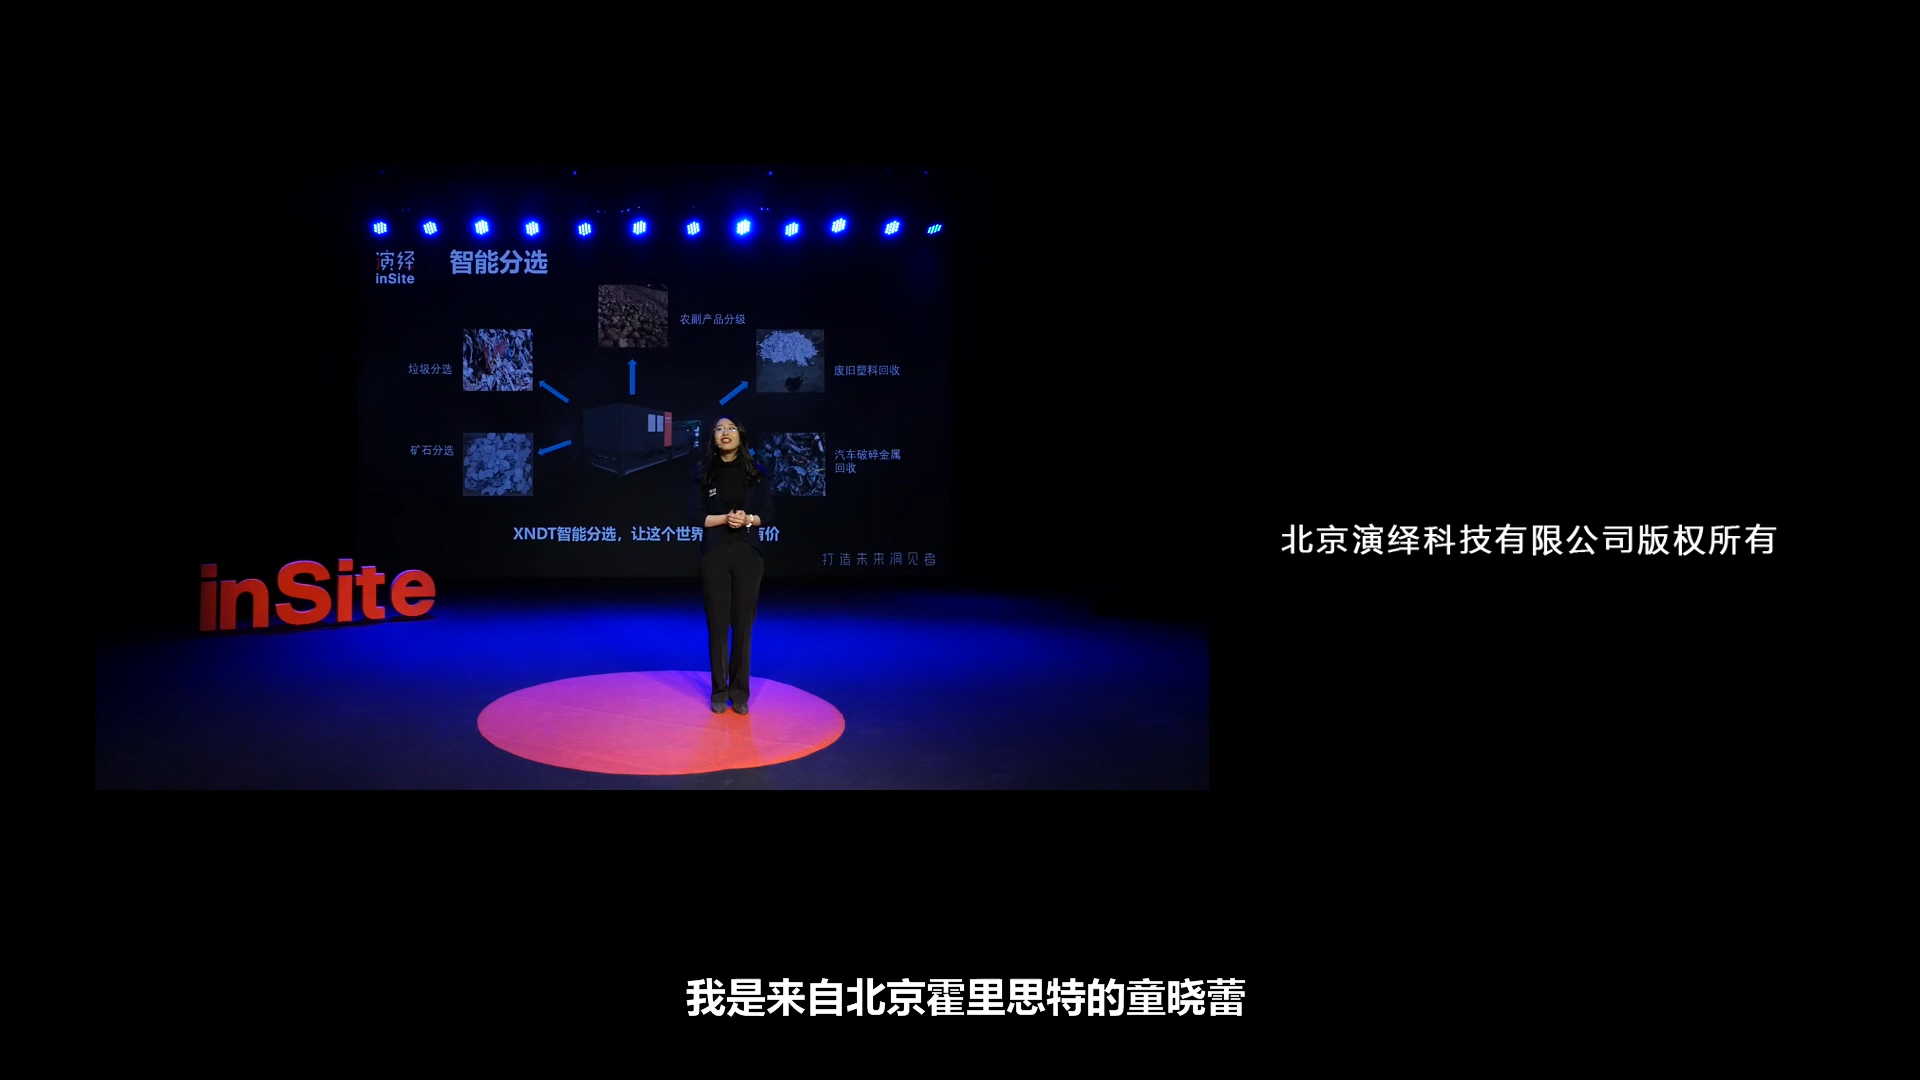 演绎
inSite
智能分选
农副产品分级
垃圾分选
废旧塑料回收
矿石分选
汽车破碎金属
回收
XNDT智能分选，让这个世界
有价
打造未来洞见者
inSite
北京演绎科技有限公司版权所有
我是来自北京霍里思特的童晓蕾